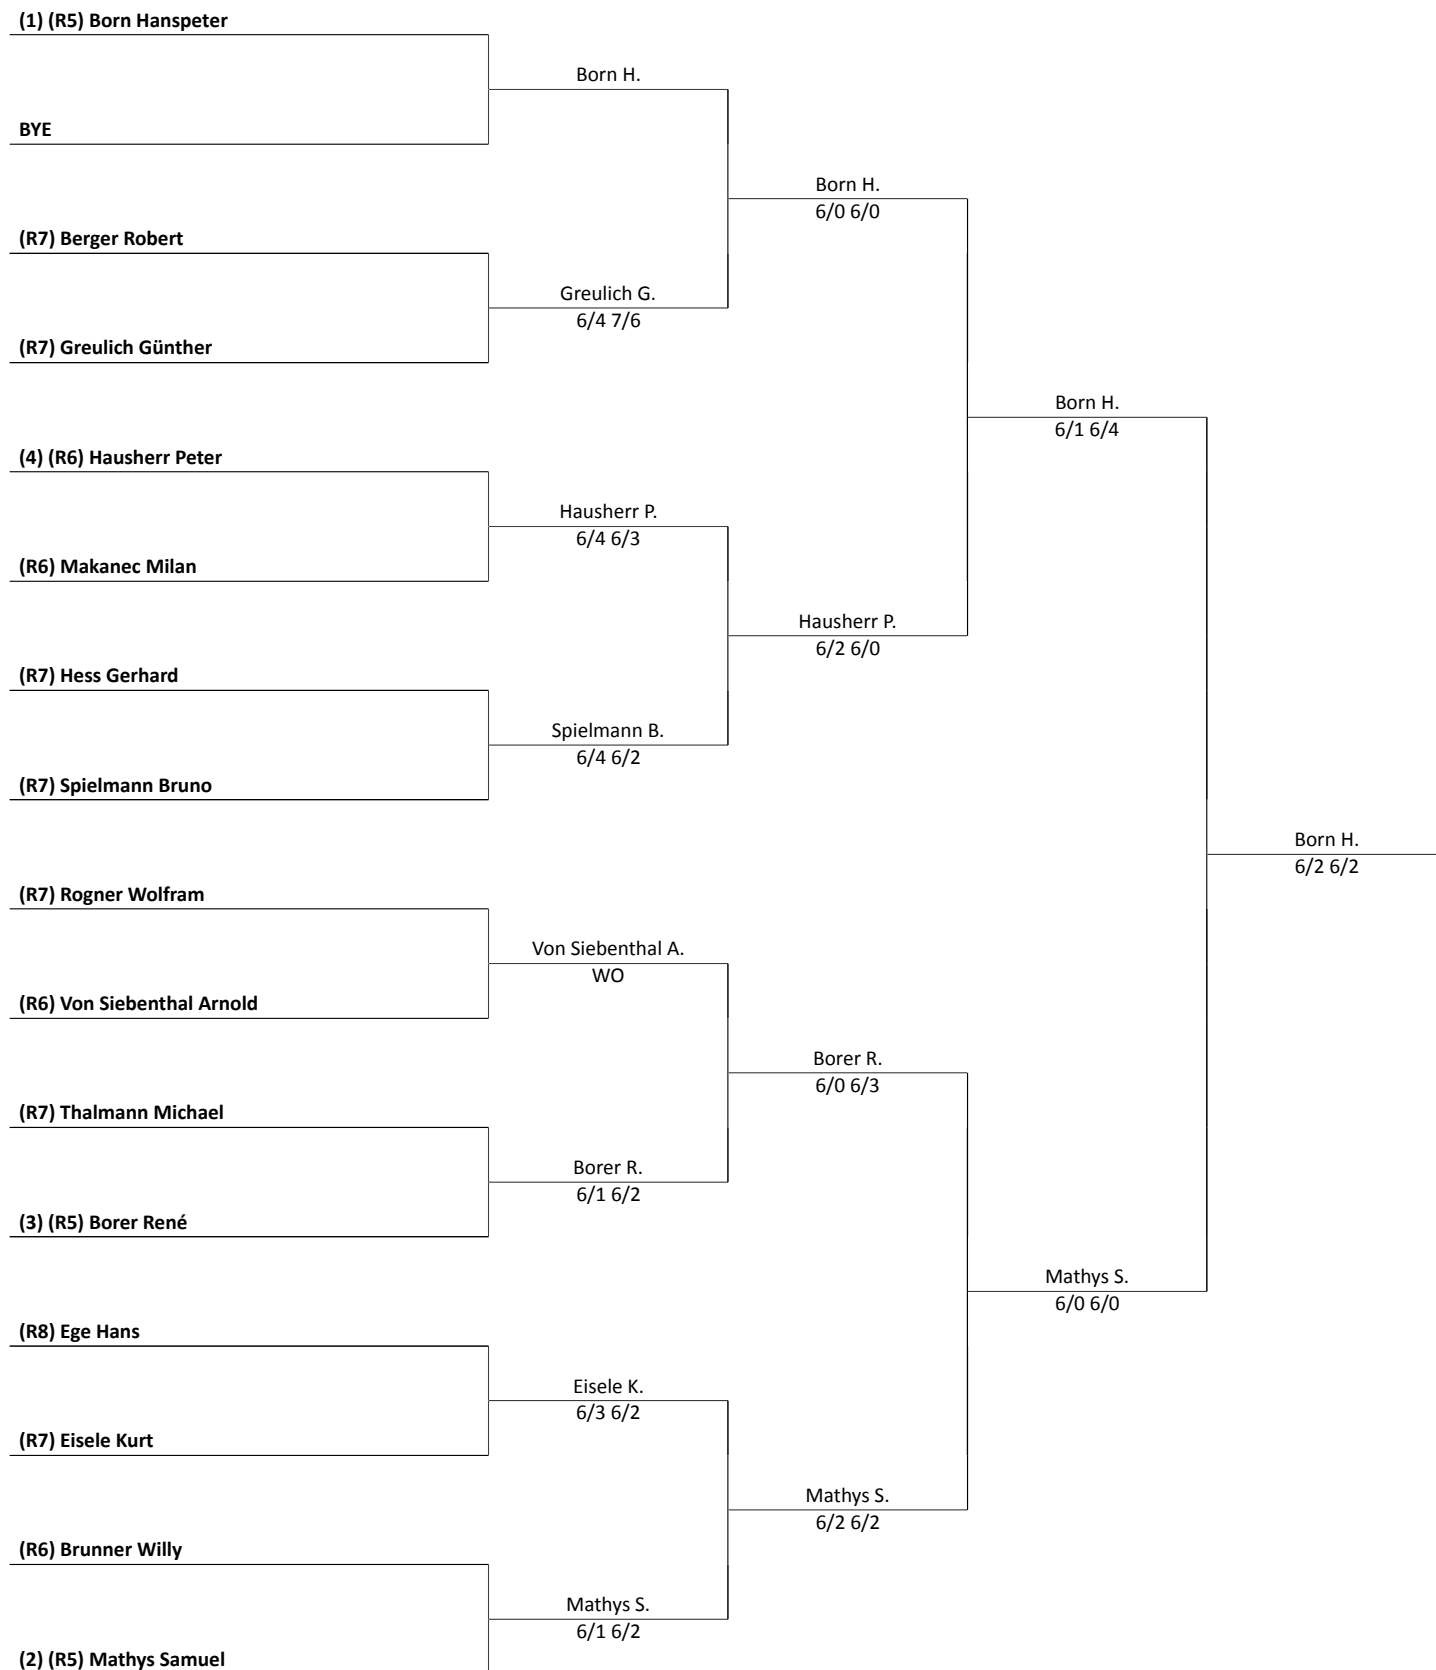 (1) (R5) Born Hanspeter
Born H.
BYE
Born H.
6/0 6/0
(R7) Berger Robert
Greulich G.
6/4 7/6
(R7) Greulich Günther
Born H.
6/1 6/4
(4) (R6) Hausherr Peter
Hausherr P.
6/4 6/3
(R6) Makanec Milan
Hausherr P.
6/2 6/0
(R7) Hess Gerhard
Spielmann B.
6/4 6/2
(R7) Spielmann Bruno
Born H.
6/2 6/2
(R7) Rogner Wolfram
Von Siebenthal A.
WO
(R6) Von Siebenthal Arnold
Borer R.
6/0 6/3
(R7) Thalmann Michael
Borer R.
6/1 6/2
(3) (R5) Borer René
Mathys S.
6/0 6/0
(R8) Ege Hans
Eisele K.
6/3 6/2
(R7) Eisele Kurt
Mathys S.
6/2 6/2
(R6) Brunner Willy
Mathys S.
6/1 6/2
(2) (R5) Mathys Samuel